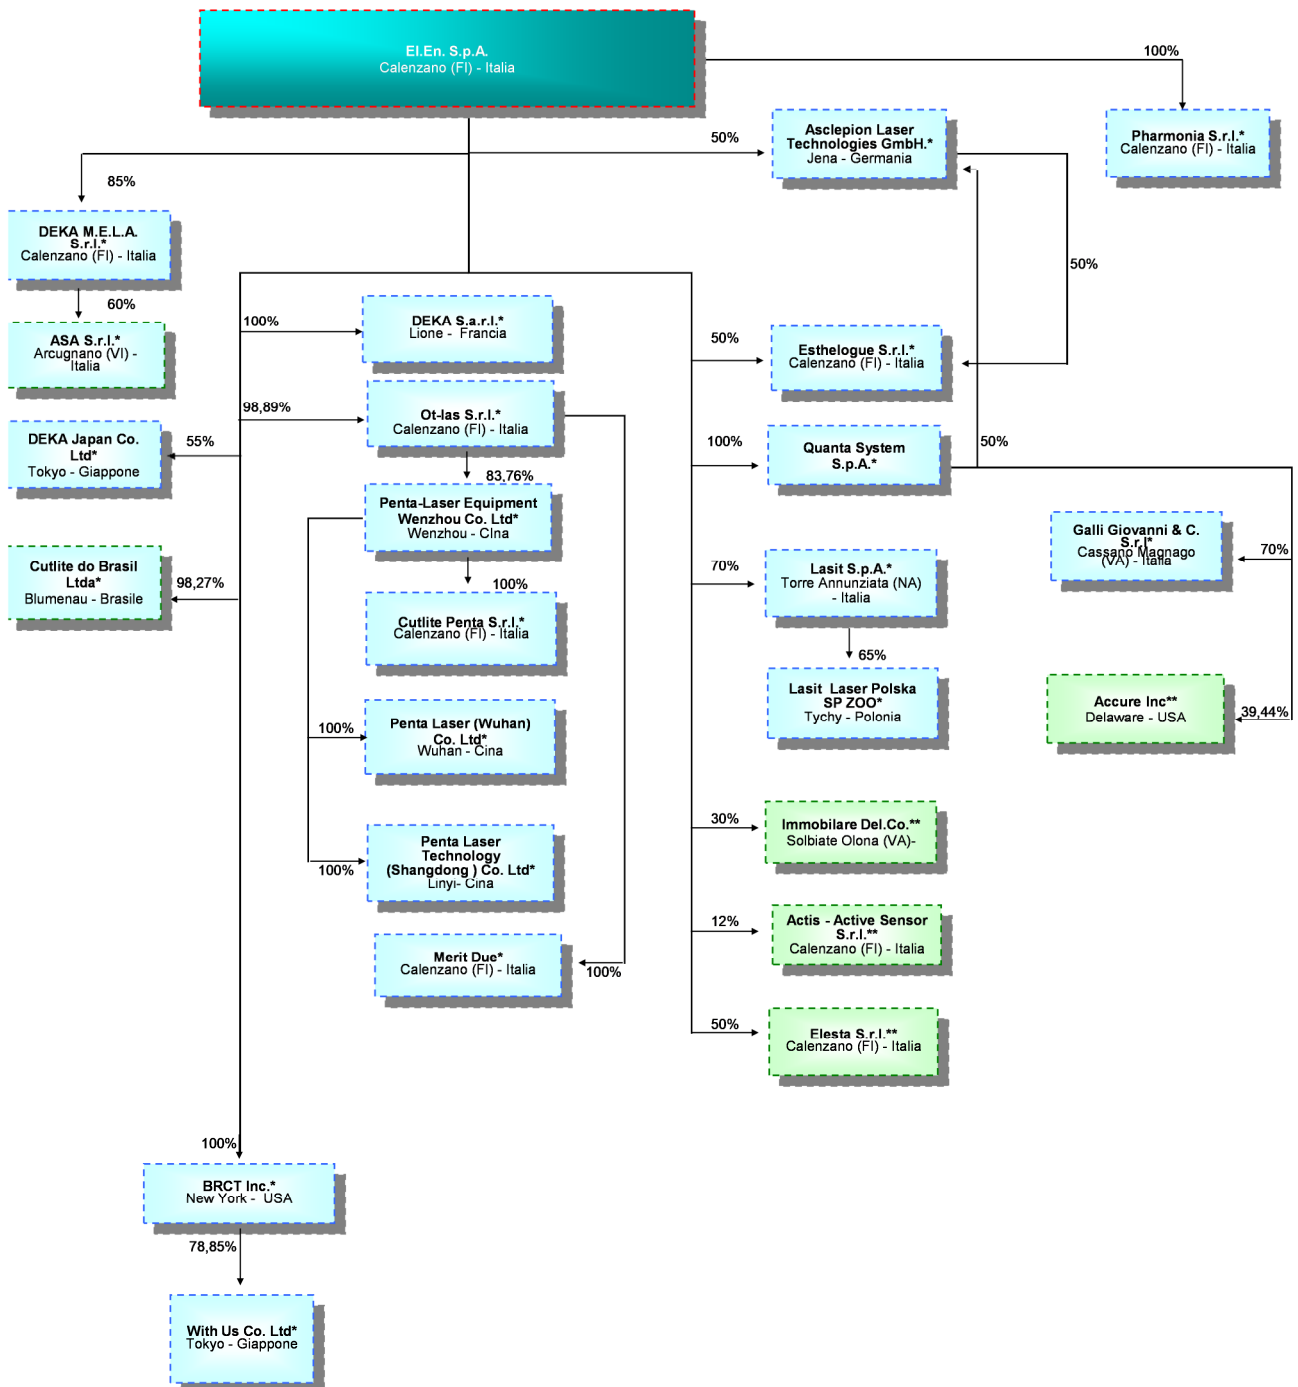 El.En. S.p.A.
Calenzano (FI) - Italia
100%
Asclepion Laser
Technologies GmbH.*
Jena - Germania
50%
Pharmonia S.r.l.*
Calenzano (FI) - Italia
85%
DEKA M.E.L.A.
S.r.l.*
Calenzano (FI) - Italia
50%
60%
ASA S.r.l.*
Arcugnano (VI) -
Italia
100%
DEKA S.a.r.l.*
Lione - Francia
50%
Esthelogue S.r.l.*
Calenzano (FI) - Italia
98,89%
Ot-las S.r.l.*
Calenzano (FI) - Italia
DEKA Japan Co.
Ltd*
Tokyo - Giappone
55%
100%
Quanta System
S.p.A.*
50%
83,76%
Penta-Laser Equipment
Wenzhou Co. Ltd*
Wenzhou - CIna
Galli Giovanni & C.
S.r.l*
Cassano Magnago
(VA) - Italia
70%
Cutlite do Brasil
Ltda*
Blumenau - Brasile
98,27%
100%
Cutlite Penta S.r.l.*
Calenzano (FI) - Italia
70%
Lasit S.p.A.*
Torre Annunziata (NA)
- Italia
65%
Lasit Laser Polska
SP ZOO*
Tychy - Polonia
Accure Inc**
Delaware - USA
39,44%
100%
Penta Laser (Wuhan)
Co. Ltd*
Wuhan - Cina
30%
Immobilare Del.Co.**
Solbiate Olona (VA)-
100%
Penta Laser
Technology
(Shangdong ) Co. Ltd*
Linyi- Cina
12%
Actis - Active Sensor
S.r.l.**
Calenzano (FI) - Italia
Merit Due*
Calenzano (FI) - Italia
100%
50%
Elesta S.r.l.**
Calenzano (FI) - Italia
100%
BRCT Inc.*
New York - USA
78,85%
With Us Co. Ltd*
Tokyo - Giappone